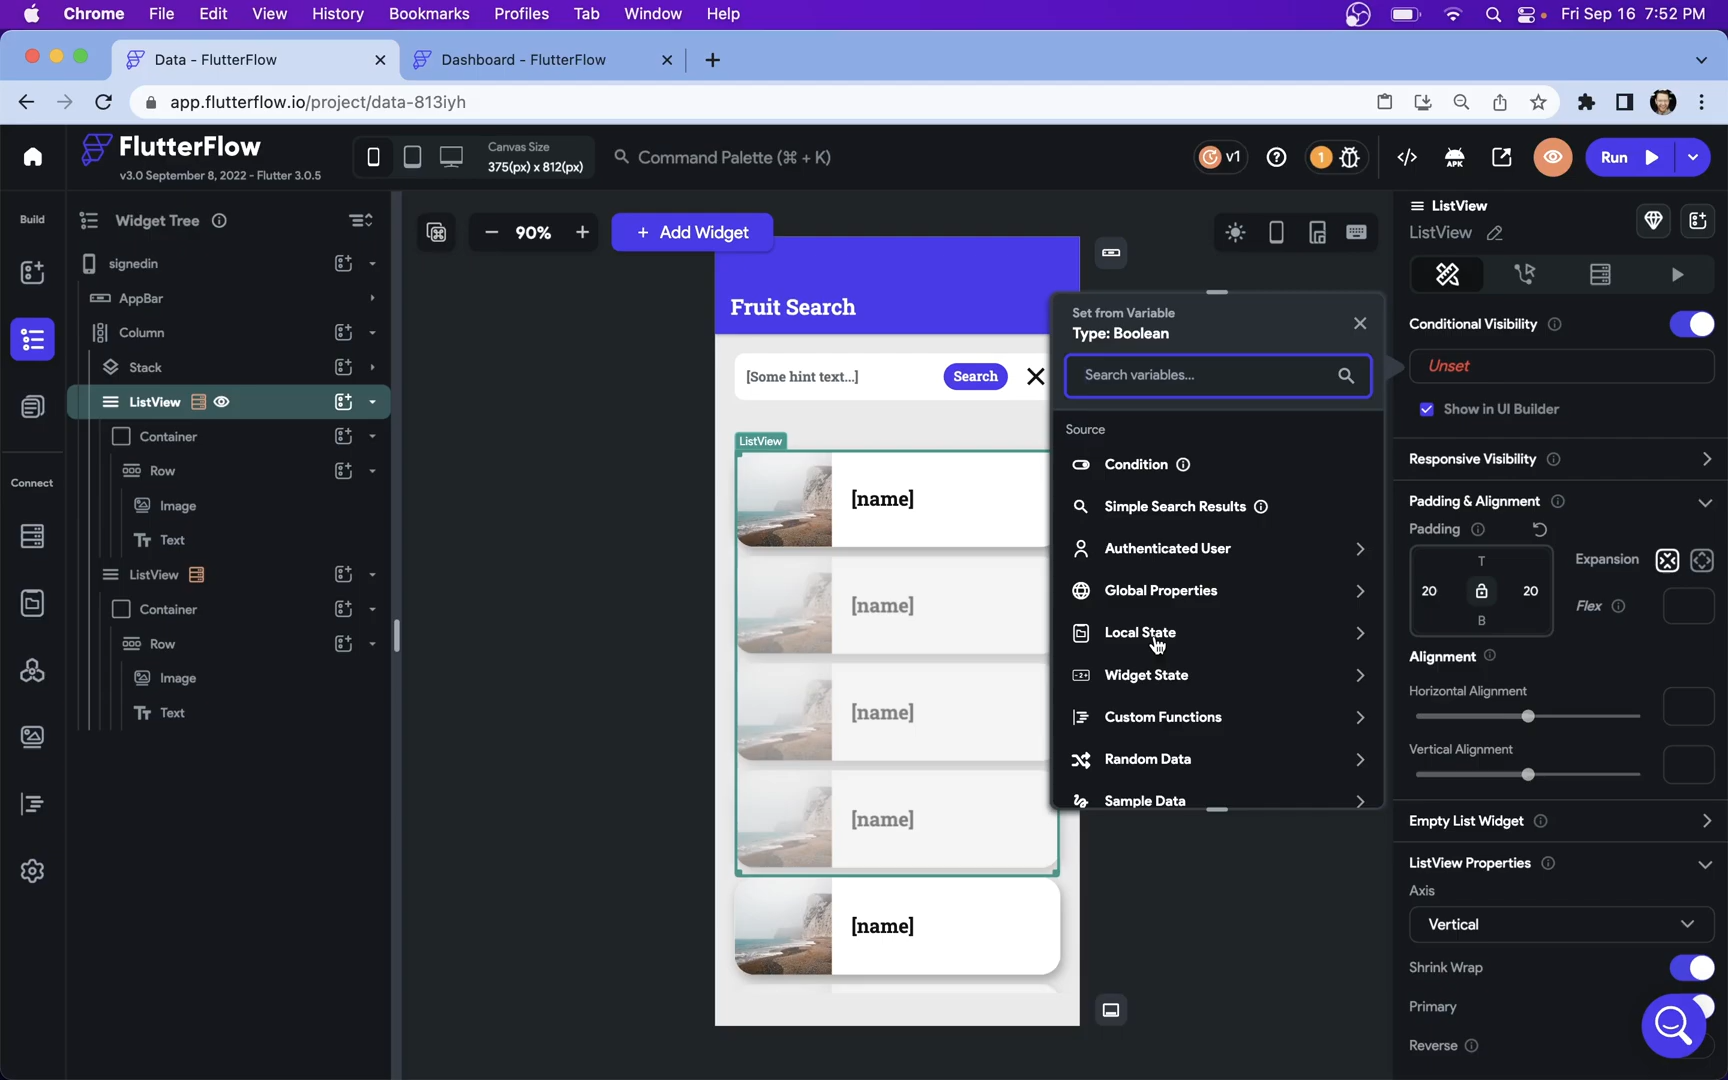 Chrome File Edit View History Bookmarks Profiles Tab Window Help Fri Sep 16 7:52 PM
Data - FlutterFlow Dashboard - FlutterFlow
app.flutterflow.io/project/data-813iyh
FlutterFlow
v3.0 September 8, 2022 - Flutter 3.0.5
Canvas Size
375(px) x 812(px)
Command Palette (⌘ + K)
v1
1
APK
Run
Build
Connect
Widget Tree
signedin
AppBar
Column
Stack
ListView
Container
Row
Image
Text
ListView
Container
Row
Image
Text
90%
+ Add Widget
Fruit Search
[Some hint text...]
Search
ListView
[name]
[name]
[name]
[name]
[name]
Set from Variable
Type: Boolean
Search variables...
Source
Condition
Simple Search Results
Authenticated User
Global Properties
Local State
Widget State
Custom Functions
Random Data
Sample Data
ListView
ListView
Conditional Visibility
Unset
Show in UI Builder
Responsive Visibility
Padding & Alignment
Padding
T
20
20
B
Expansion
Flex
Alignment
Horizontal Alignment
Vertical Alignment
Empty List Widget
ListView Properties
Axis
Vertical
Shrink Wrap
Primary
Reverse